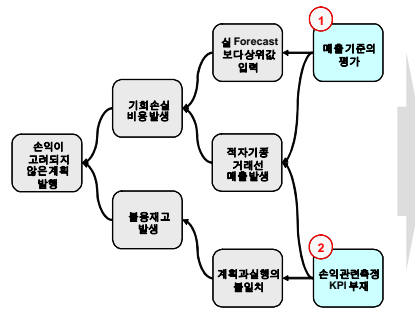 1
실 Forecast
보다 상위값
입력
매출 기준의
평가
기회손실
비용 발생
손익이
고려되지
않은 계획
발행
적자기종
거래선
매출 발생
불용재고
발생
2
계획과 실행의
불일치
손익관련측정
KPI 부재